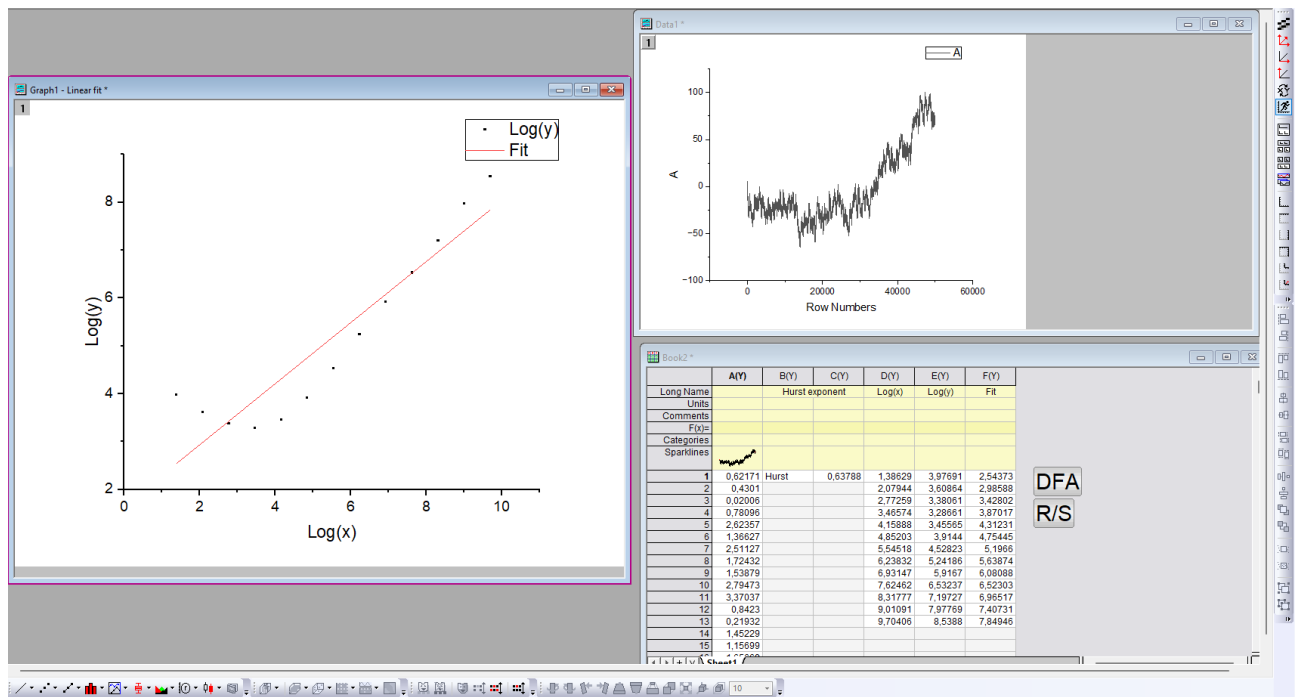 Data1 *
1
A
100
50
0
−50
−100
A
0
20000
40000
60000
Row Numbers
Graph1 - Linear fit *
1
Log(y)
Fit
8
6
4
2
Log(y)
0
2
4
6
8
10
Log(x)
Book2 *
A(Y) B(Y) C(Y) D(Y) E(Y) F(Y)
Long Name Hurst exponent Log(x) Log(y) Fit
Units
Comments
F(x)=
Categories
Sparklines
1 0,62171 Hurst 0,63788 1,38629 3,97691 2,54373
2 0,4301 2,07944 3,60864 2,98588
3 0,02006 2,77259 3,38061 3,42802
4 0,78096 3,46574 3,28661 3,87017
5 2,62357 4,15888 3,45565 4,31231
6 1,36627 4,85203 3,9144 4,75445
7 2,51127 5,54518 4,52823 5,1966
8 1,72432 6,23832 5,24186 5,63874
9 1,53879 6,93147 5,9167 6,08088
10 2,79473 7,62462 6,53237 6,52303
11 3,37037 8,31777 7,19727 6,96517
12 0,8423 9,01091 7,97769 7,40731
13 0,21932 9,70406 8,5388 7,84946
14 1,45229
15 1,15699
Sheet1
DFA
R/S
10